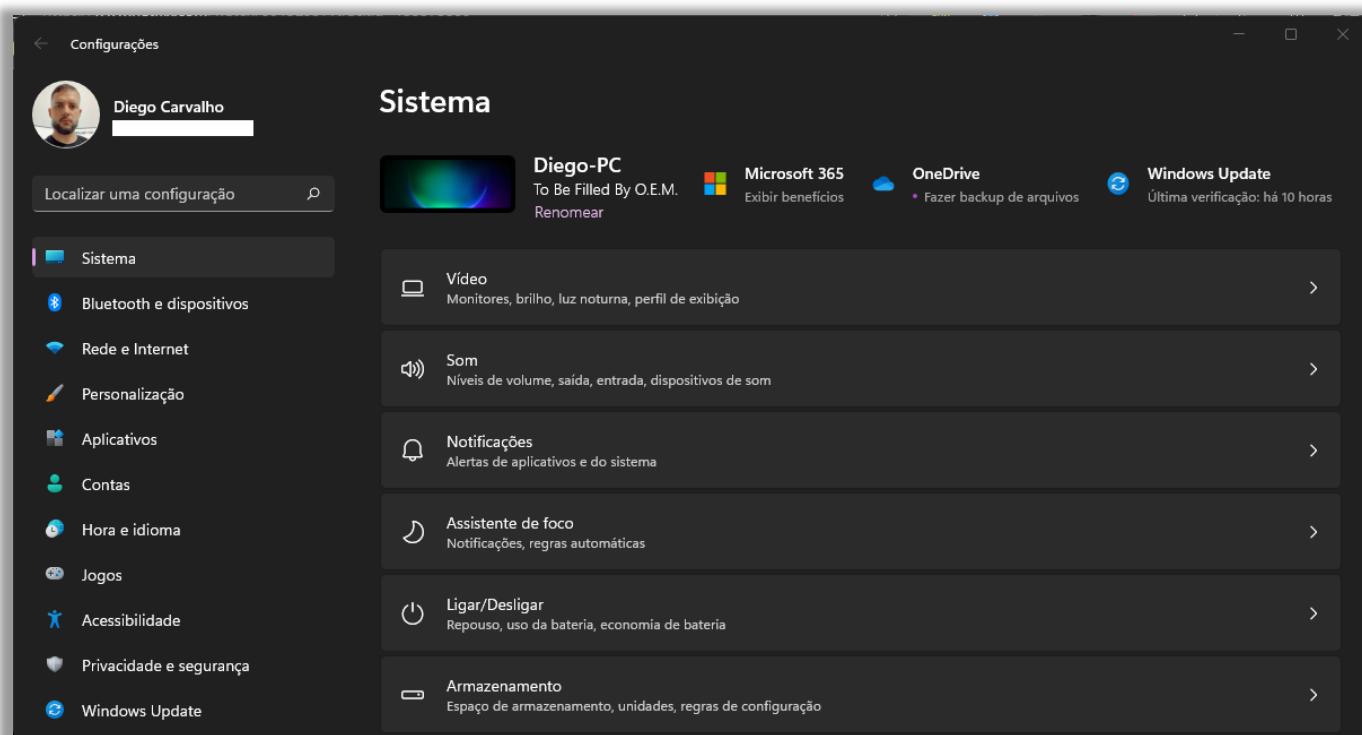 Configurações
Diego Carvalho
Localizar uma configuração
Sistema
Bluetooth e dispositivos
Rede e Internet
Personalização
Aplicativos
Contas
Hora e idioma
Jogos
Acessibilidade
Privacidade e segurança
Windows Update
Sistema
Diego-PC
To Be Filled By O.E.M.
Renomear
Microsoft 365
Exibir benefícios
OneDrive
• Fazer backup de arquivos
Windows Update
Última verificação: há 10 horas
Vídeo
Monitores, brilho, luz noturna, perfil de exibição
Som
Níveis de volume, saída, entrada, dispositivos de som
Notificações
Alertas de aplicativos e do sistema
Assistente de foco
Notificações, regras automáticas
Ligar/Desligar
Repouso, uso da bateria, economia de bateria
Armazenamento
Espaço de armazenamento, unidades, regras de configuração